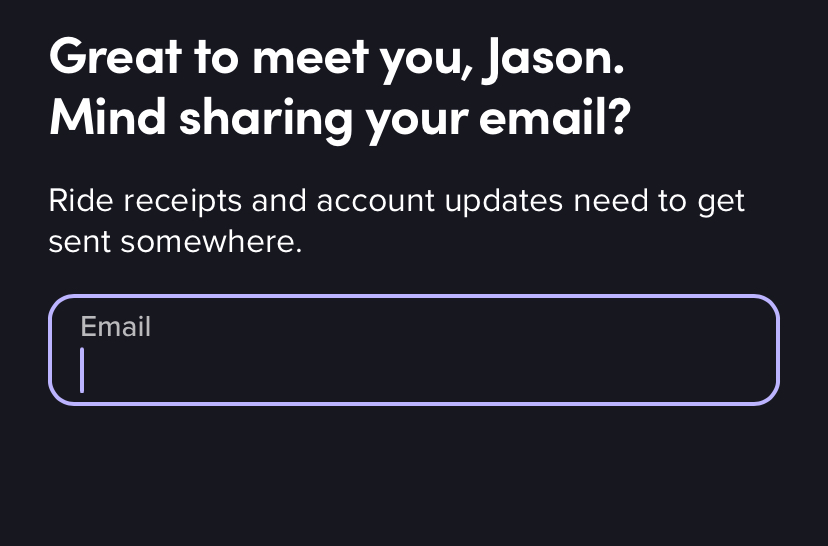 Great to meet you, Jason.
Mind sharing your email?
Ride receipts and account updates need to get
sent somewhere.
Email